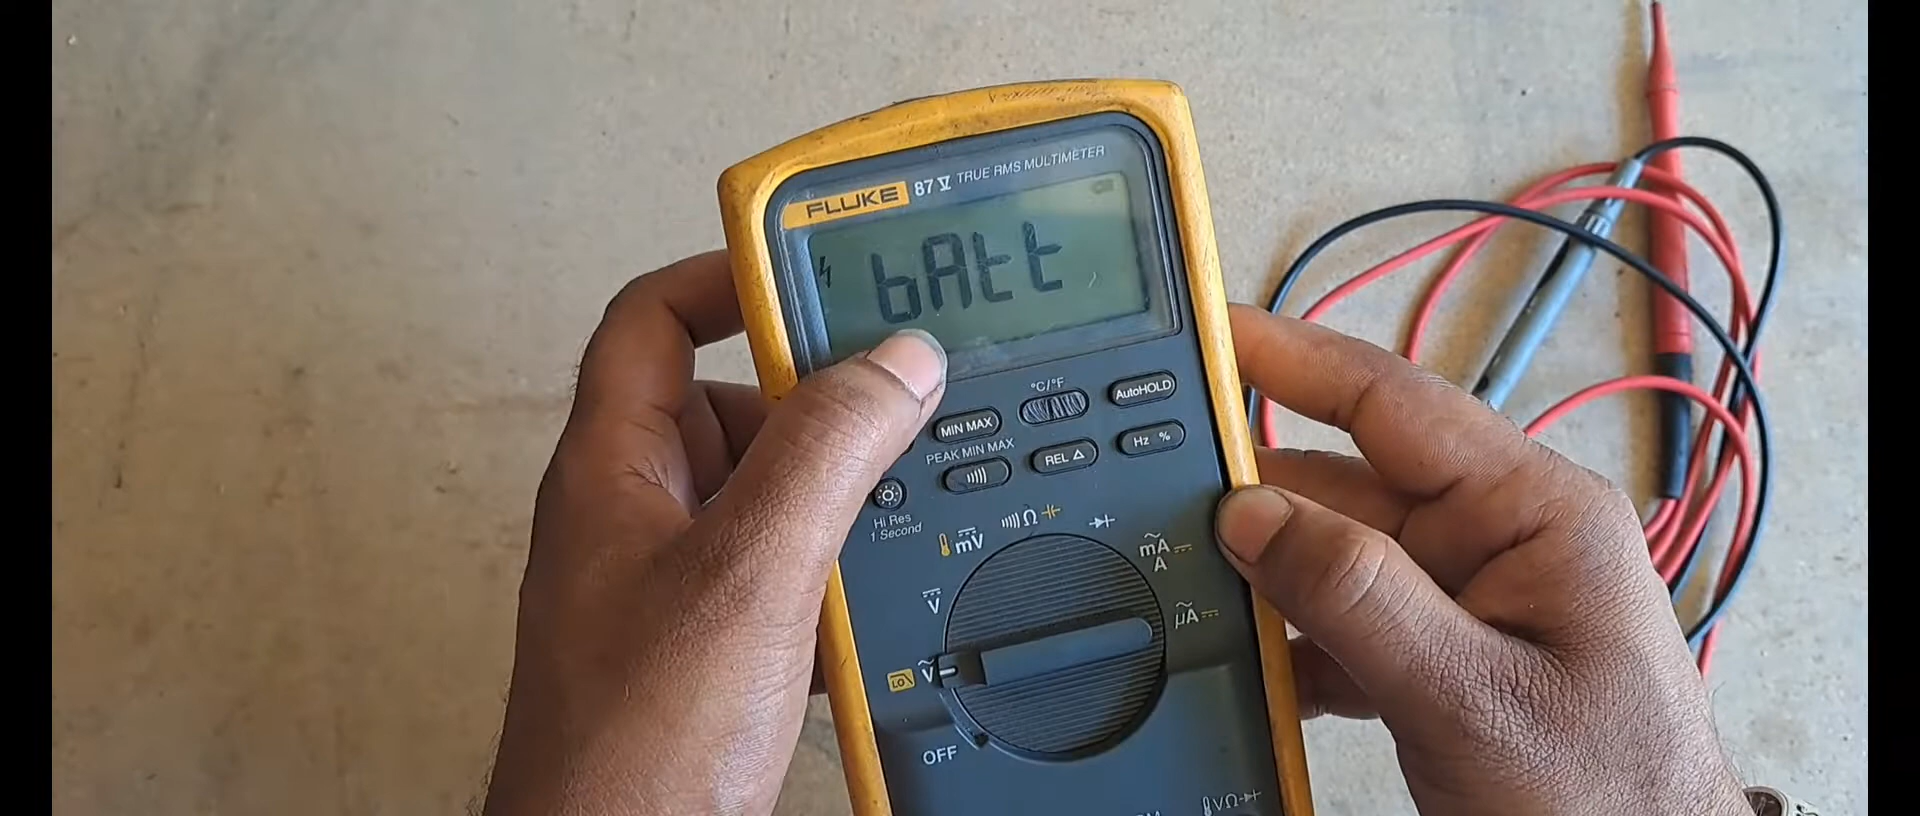 FLUKE 87 V TRUE RMS MULTIMETER
bAtt
°C/°F
MIN MAX
AutoHOLD
PEAK MIN MAX
REL Δ
Hz %
Hi Res
1 Second
mV
Ω
mA
A
V
µA
LO V
OFF
VΩ